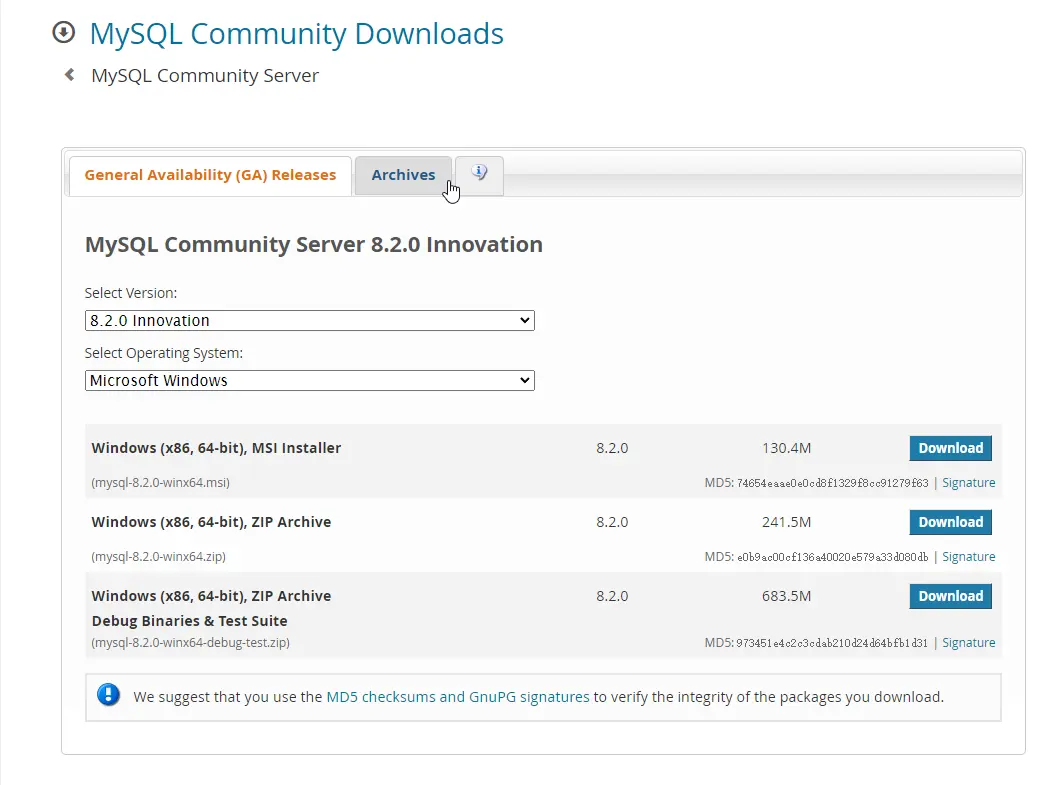 MySQL Community Downloads
MySQL Community Server
General Availability (GA) Releases Archives
MySQL Community Server 8.2.0 Innovation
Select Version:
8.2.0 Innovation
Select Operating System:
Microsoft Windows
Windows (x86, 64-bit), MSI Installer 8.2.0 130.4M Download
(mysql-8.2.0-winx64.msi) MD5: 74654eaae0e0cd8f1329f8cc91279f63 | Signature
Windows (x86, 64-bit), ZIP Archive 8.2.0 241.5M Download
(mysql-8.2.0-winx64.zip) MD5: e0b9ac00cf136a40020e579a33d080db | Signature
Windows (x86, 64-bit), ZIP Archive 8.2.0 683.5M Download
Debug Binaries & Test Suite
(mysql-8.2.0-winx64-debug-test.zip) MD5: 973451e4c2c3cdab210d24d64bfb1d31 | Signature
We suggest that you use the MD5 checksums and GnuPG signatures to verify the integrity of the packages you download.